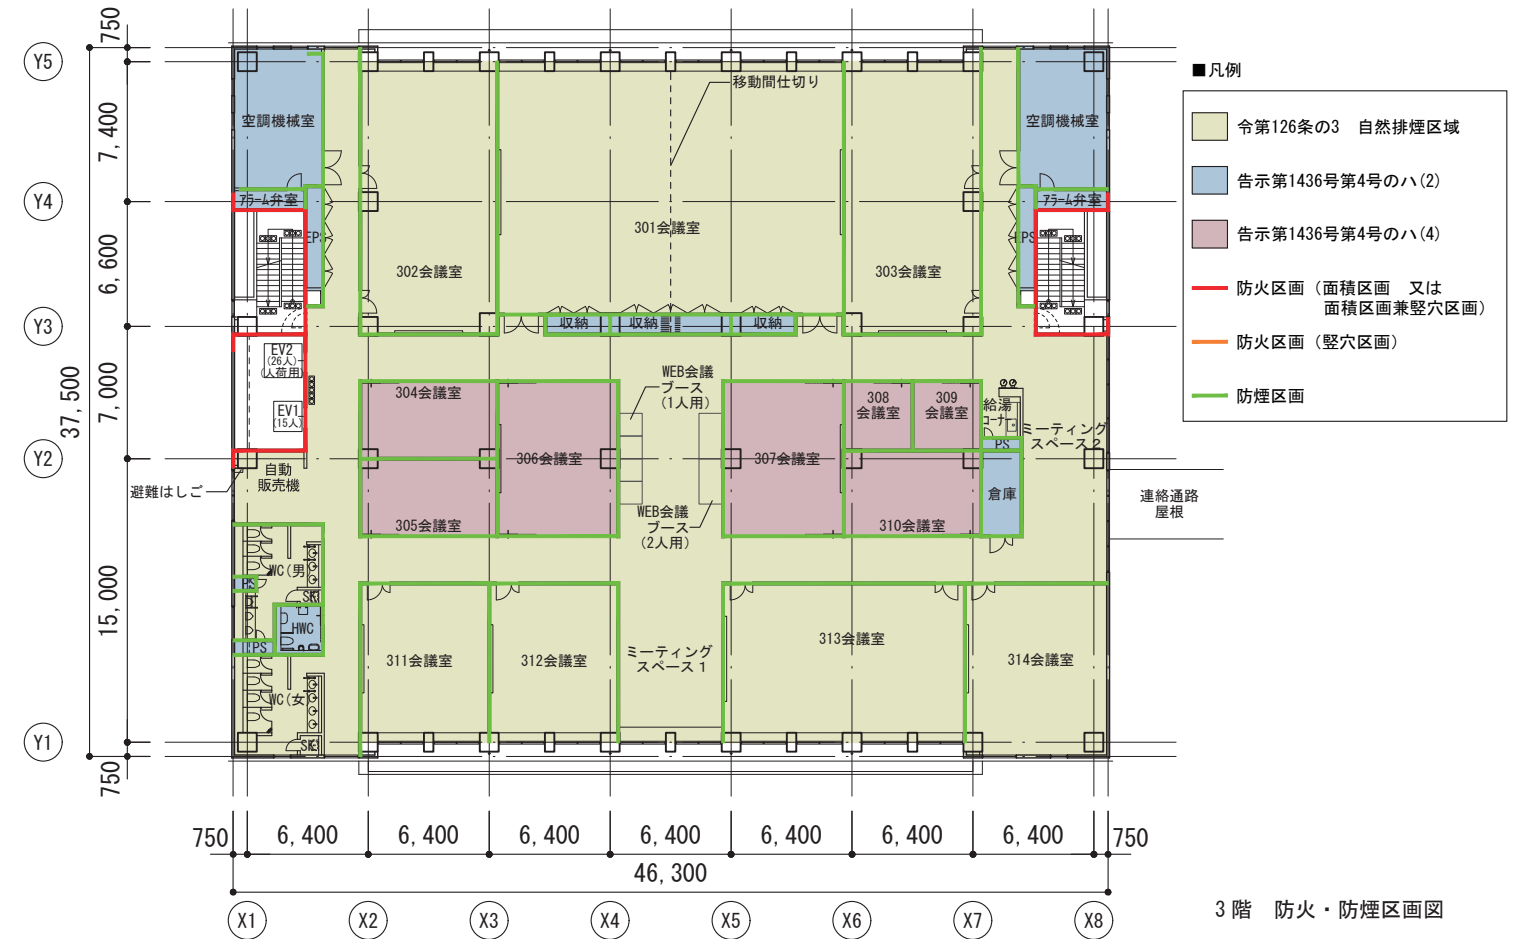 750
Y5
7,400
Y4
6,600
Y3
7,000
37,500
Y2
15,000
Y1
750
空調機械室
アラーム弁室
EPS
302会議室
移動間仕切り
301会議室
303会議室
空調機械室
アラーム弁室
収納
収納
収納
EV2
(26人)
(人荷用)
EV1
(15人)
自動
販売機
避難はしご
304会議室
305会議室
306会議室
WEB会議
ブース
(1人用)
WEB会議
ブース
(2人用)
307会議室
308
会議室
309
会議室
310会議室
給湯
コーナー
PS
倉庫
ミーティング
スペース2
連絡通路
屋根
WC(男)
PS
SK
HWC
PS
WC(女)
SK
311会議室
312会議室
ミーティング
スペース1
313会議室
314会議室
■凡例
令第126条の3 自然排煙区域
告示第1436号第4号のハ(2)
告示第1436号第4号のハ(4)
防火区画(面積区画 又は
面積区画兼竪穴区画)
防火区画(竪穴区画)
防煙区画
750
6,400
6,400
6,400
6,400
6,400
6,400
6,400
750
46,300
X1
X2
X3
X4
X5
X6
X7
X8
3階 防火・防煙区画図